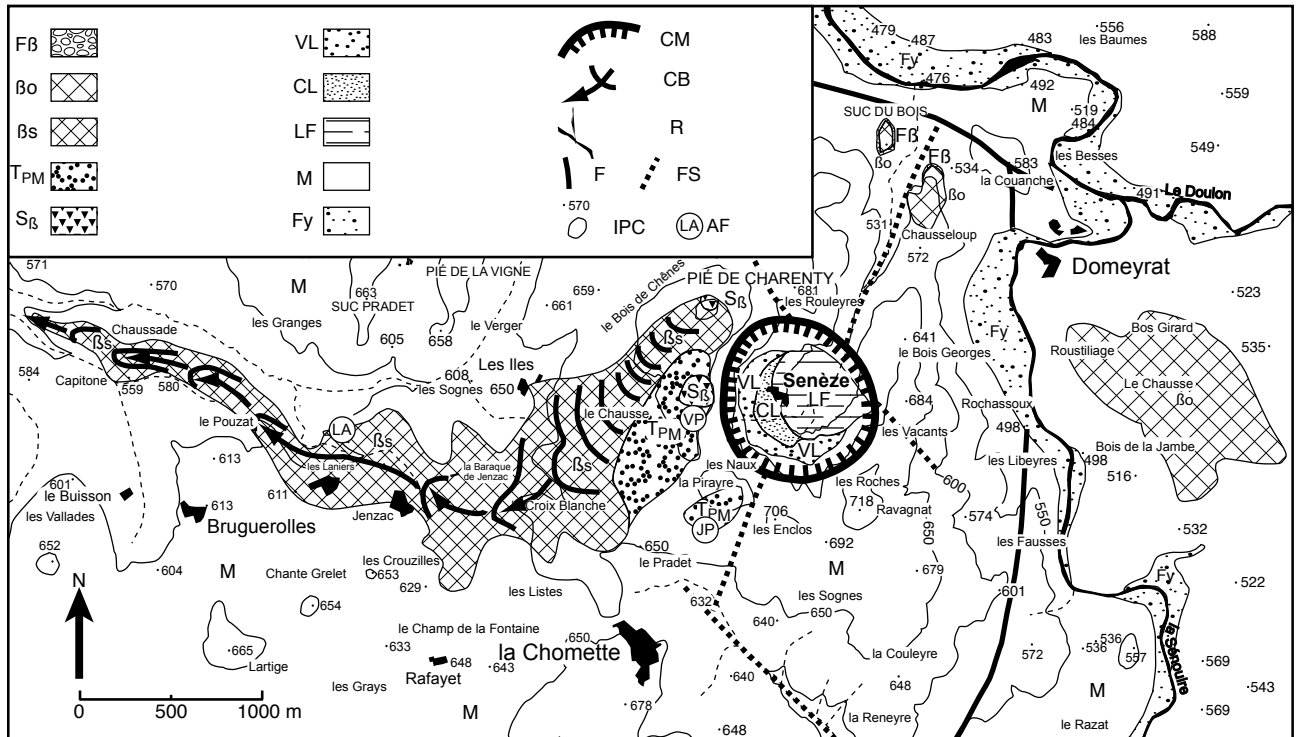 Fß
ßo
ßs
TPM
Sß
VL
CL
LF
M
Fy
CM
CB
R
F
FS
570
IPC
LA
AF
479
487
483
556
les Baumes
588
Fy
476
492
M
559
519
484
SUC DU BOIS
Fß
ßo
Fß
534
583
les Besses
549
la Couanche
ßo
491
Le Doulon
Chausseloup
531
572
Domeyrat
571
570
M
PIÉ DE LA VIGNE
659
le Bois de Chênes
PIÉ DE CHARENTY
681
les Rouleyres
523
663
SUC PRADET
661
Sß
les Granges
le Verger
641
Fy
Bos Girard
Chaussade
605
658
ßs
le Bois Georges
Roustiliage
535
ßs
584
Capitone
559
580
608
les Sognes
Les Iles
650
VL
Senèze
LF
CL
Le Chausse
ßo
le Pouzat
LA
ßs
le Chausse
Sß
VP
TPM
684
Rochassoux
les Vacants
498
VL
Bois de la Jambe
613
les Laniers
la Baraque
de Jenzac
ßs
les Naux
les Libeyres
498
516
601
le Buisson
611
la Pirayre
les Roches
600
les Vallades
613
Bruguerolles
Jenzac
Croix Blanche
TPM
JP
706
les Enclos
718
Ravagnat
574
550
650
les Fausses
532
652
604
M
les Crouzilles
653
650
le Pradet
692
M
679
Chante Grelet
629
les Listes
Fy
522
N
654
632
les Sognes
650
601
640
le Champ de la Fontaine
650
la Chomette
665
Lartige
633
648
643
Rafayet
la Couleyre
572
536
536
557
la Sénouire
569
0
500
1000 m
les Grays
M
678
640
648
648
la Reneyre
M
543
569
le Razat